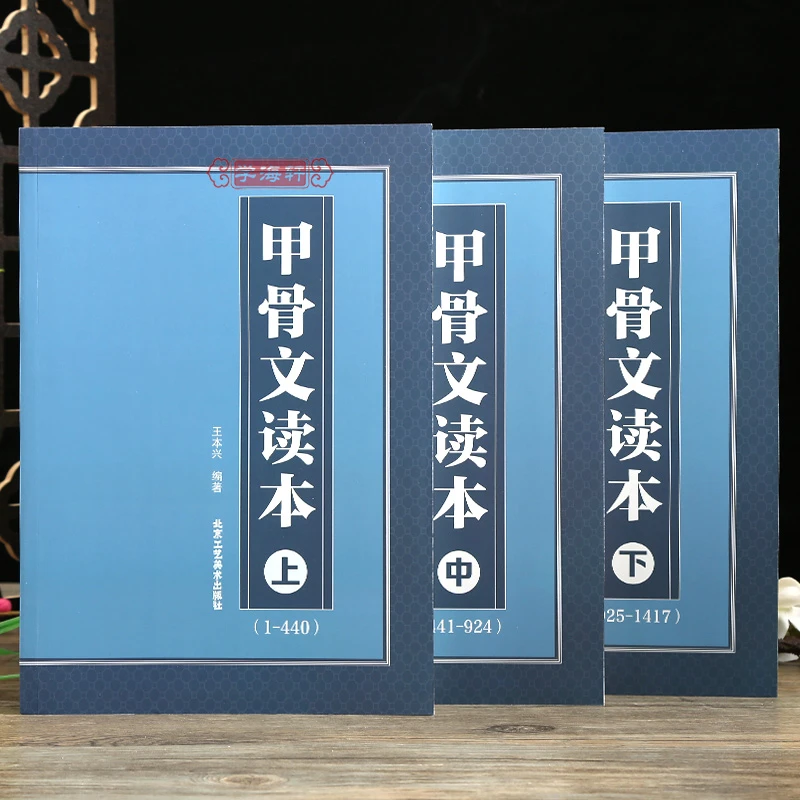 学海轩
甲骨文读本
上
(1-440)
王本兴 编著
北京工艺美术出版社
甲骨文读本
中
41-924)
甲骨文读本
下
25-1417)